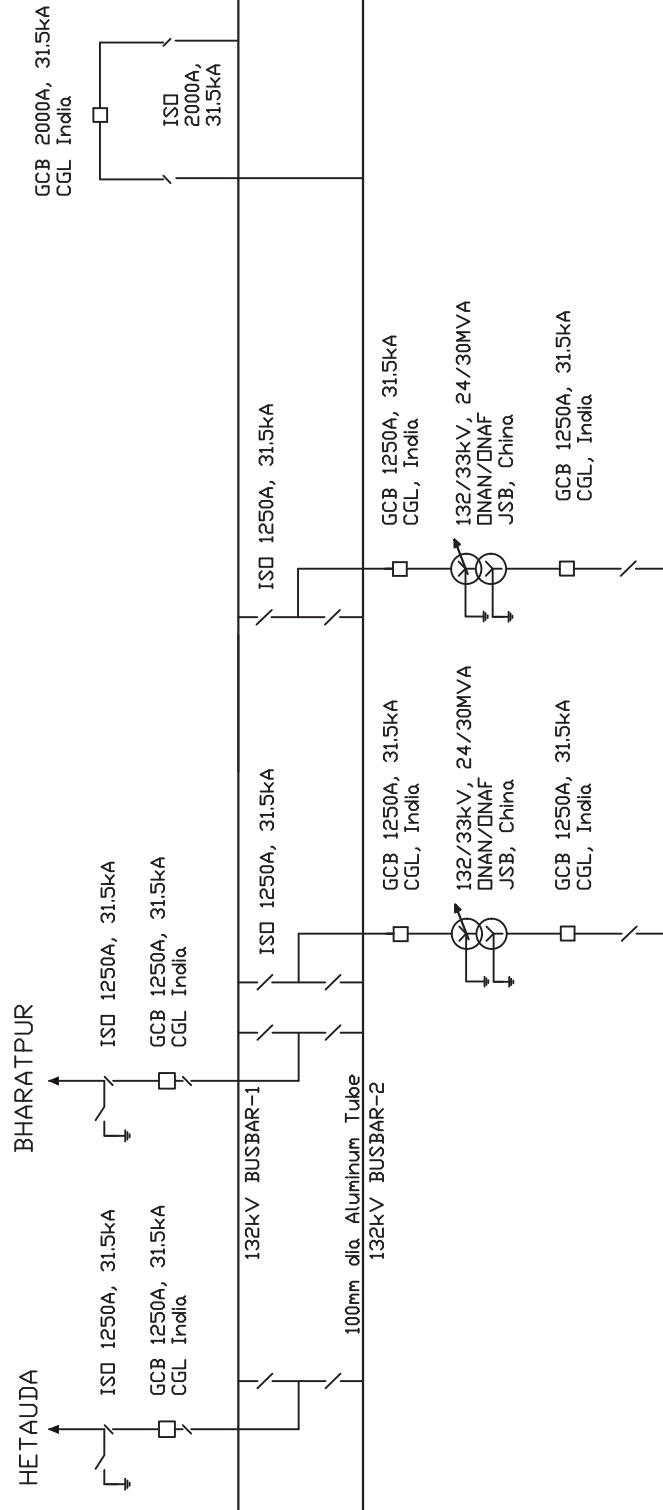 HETAUDA
ISO 1250A, 31.5kA
GCB 1250A, 31.5kA
CGL India
BHARATPUR
ISO 1250A, 31.5kA
GCB 1250A, 31.5kA
CGL India
GCB 2000A, 31.5kA
CGL India
ISO
2000A,
31.5kA
132kV BUSBAR-1
100mm dia Aluminum Tube
132kV BUSBAR-2
ISO 1250A, 31.5kA
GCB 1250A, 31.5kA
CGL, India
132/33kV, 24/30MVA
ONAN/ONAF
JSB, China
GCB 1250A, 31.5kA
CGL, India
ISO 1250A, 31.5kA
GCB 1250A, 31.5kA
CGL, India
132/33kV, 24/30MVA
ONAN/ONAF
JSB, China
GCB 1250A, 31.5kA
CGL, India